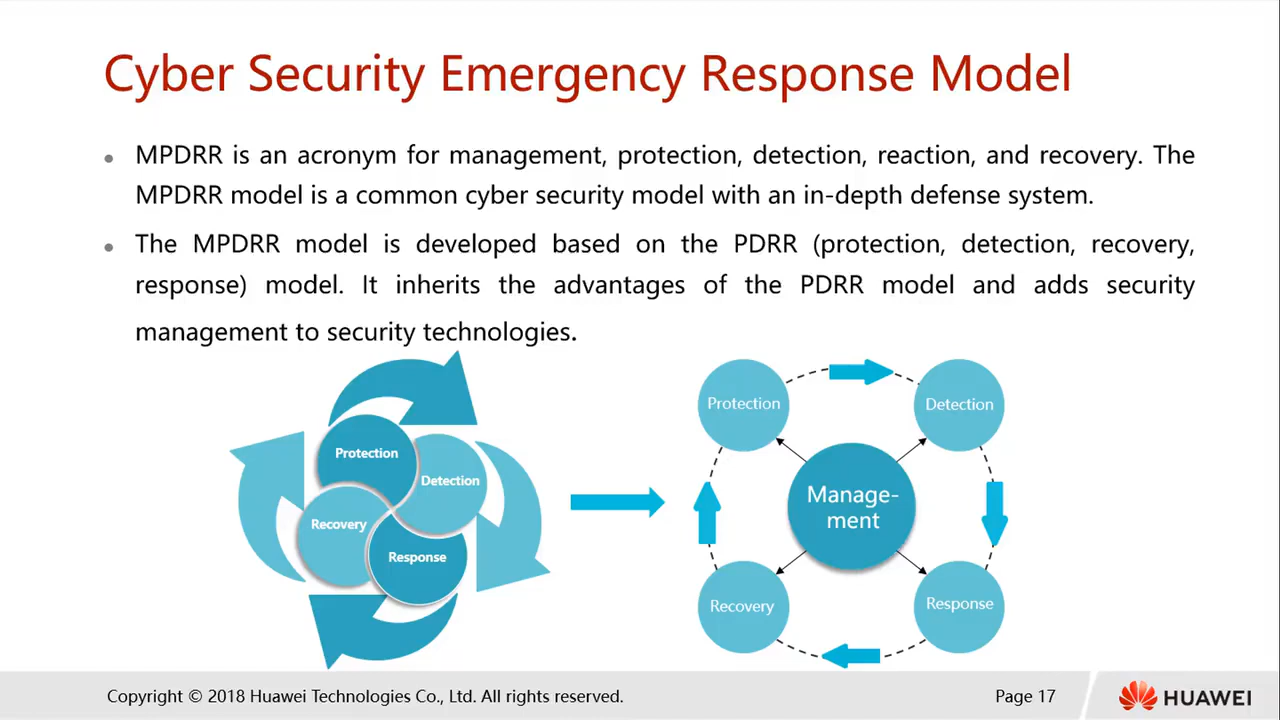 Cyber Security Emergency Response Model
• MPDRR is an acronym for management, protection, detection, reaction, and recovery. The
MPDRR model is a common cyber security model with an in-depth defense system.
• The MPDRR model is developed based on the PDRR (protection, detection, recovery,
response) model. It inherits the advantages of the PDRR model and adds security
management to security technologies.
Protection
Detection
Recovery
Response
Protection
Detection
Manage-
ment
Recovery
Response
Copyright © 2018 Huawei Technologies Co., Ltd. All rights reserved.
Page 17
HUAWEI